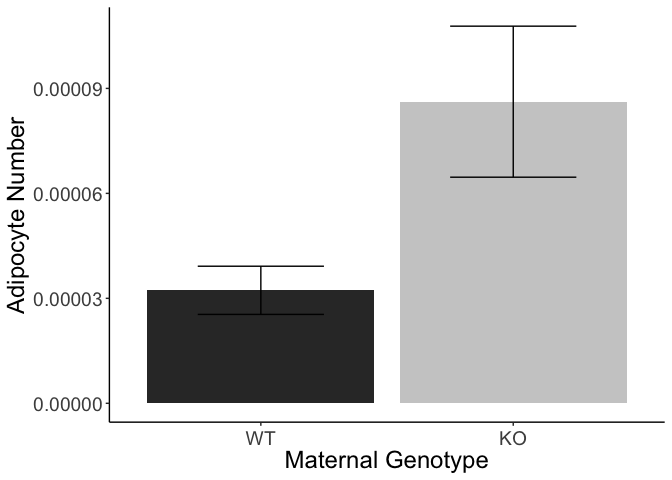 Adipocyte Number
0.00009
0.00006
0.00003
0.00000
WT
KO
Maternal Genotype